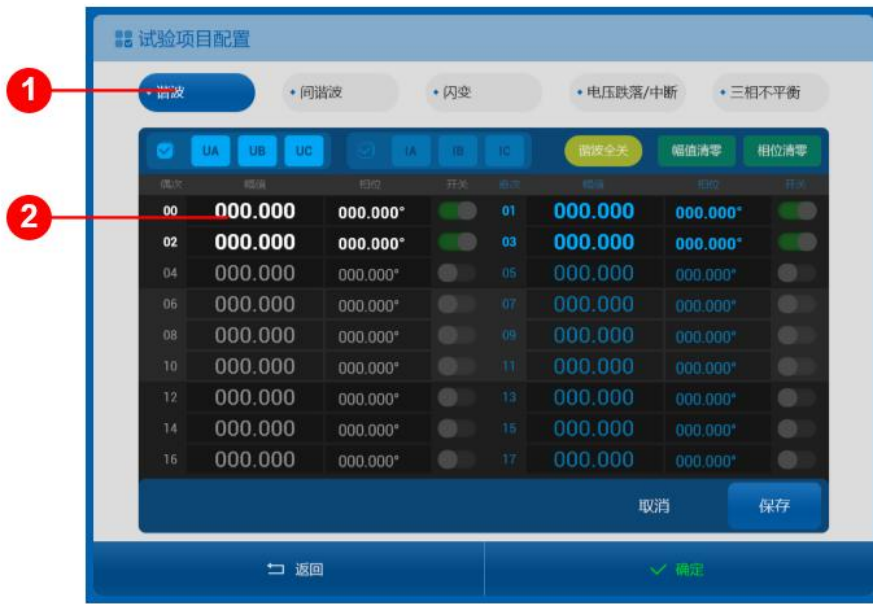 试验项目配置
1
谐波 间谐波 闪变 电压跌落/中断 三相不平衡
UA UB UC IA IB IC 谐波全关 幅值清零 相位清零
偶次 幅值 相位 开关 奇次 幅值 相位 开关
2
00 000.000 000.000° 01 000.000 000.000°
02 000.000 000.000° 03 000.000 000.000°
04 000.000 000.000° 05 000.000 000.000°
06 000.000 000.000° 07 000.000 000.000°
08 000.000 000.000° 09 000.000 000.000°
10 000.000 000.000° 11 000.000 000.000°
12 000.000 000.000° 13 000.000 000.000°
14 000.000 000.000° 15 000.000 000.000°
16 000.000 000.000° 17 000.000 000.000°
取消 保存
返回 确定